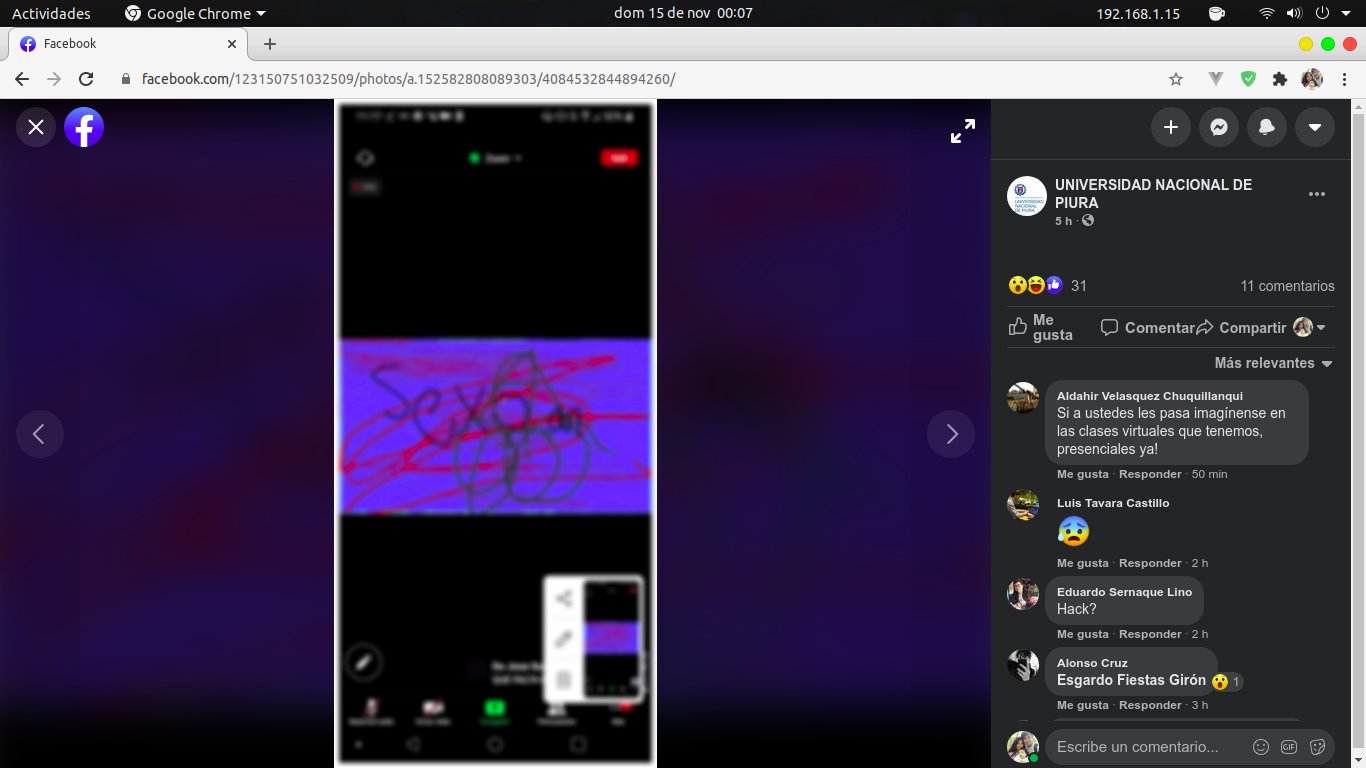 Actividades
Google Chrome
dom 15 de nov 00:07
192.168.1.15
Facebook
facebook.com/123150751032509/photos/a.152582808089303/4084532844894260/
UNIVERSIDAD NACIONAL DE
PIURA
5 h ·
31
11 comentarios
Me
gusta
Comentar
Compartir
Más relevantes
Aldahir Velasquez Chuquillanqui
Si a ustedes les pasa imagínense en
las clases virtuales que tenemos,
presenciales ya!
Me gusta · Responder · 50 min
Luis Tavara Castillo
😰
Me gusta · Responder · 2 h
Eduardo Sernaque Lino
Hack?
Me gusta · Responder · 2 h
Alonso Cruz
Esgardo Fiestas Girón
1
Me gusta · Responder · 3 h
Escribe un comentario...
GIF
Zoom